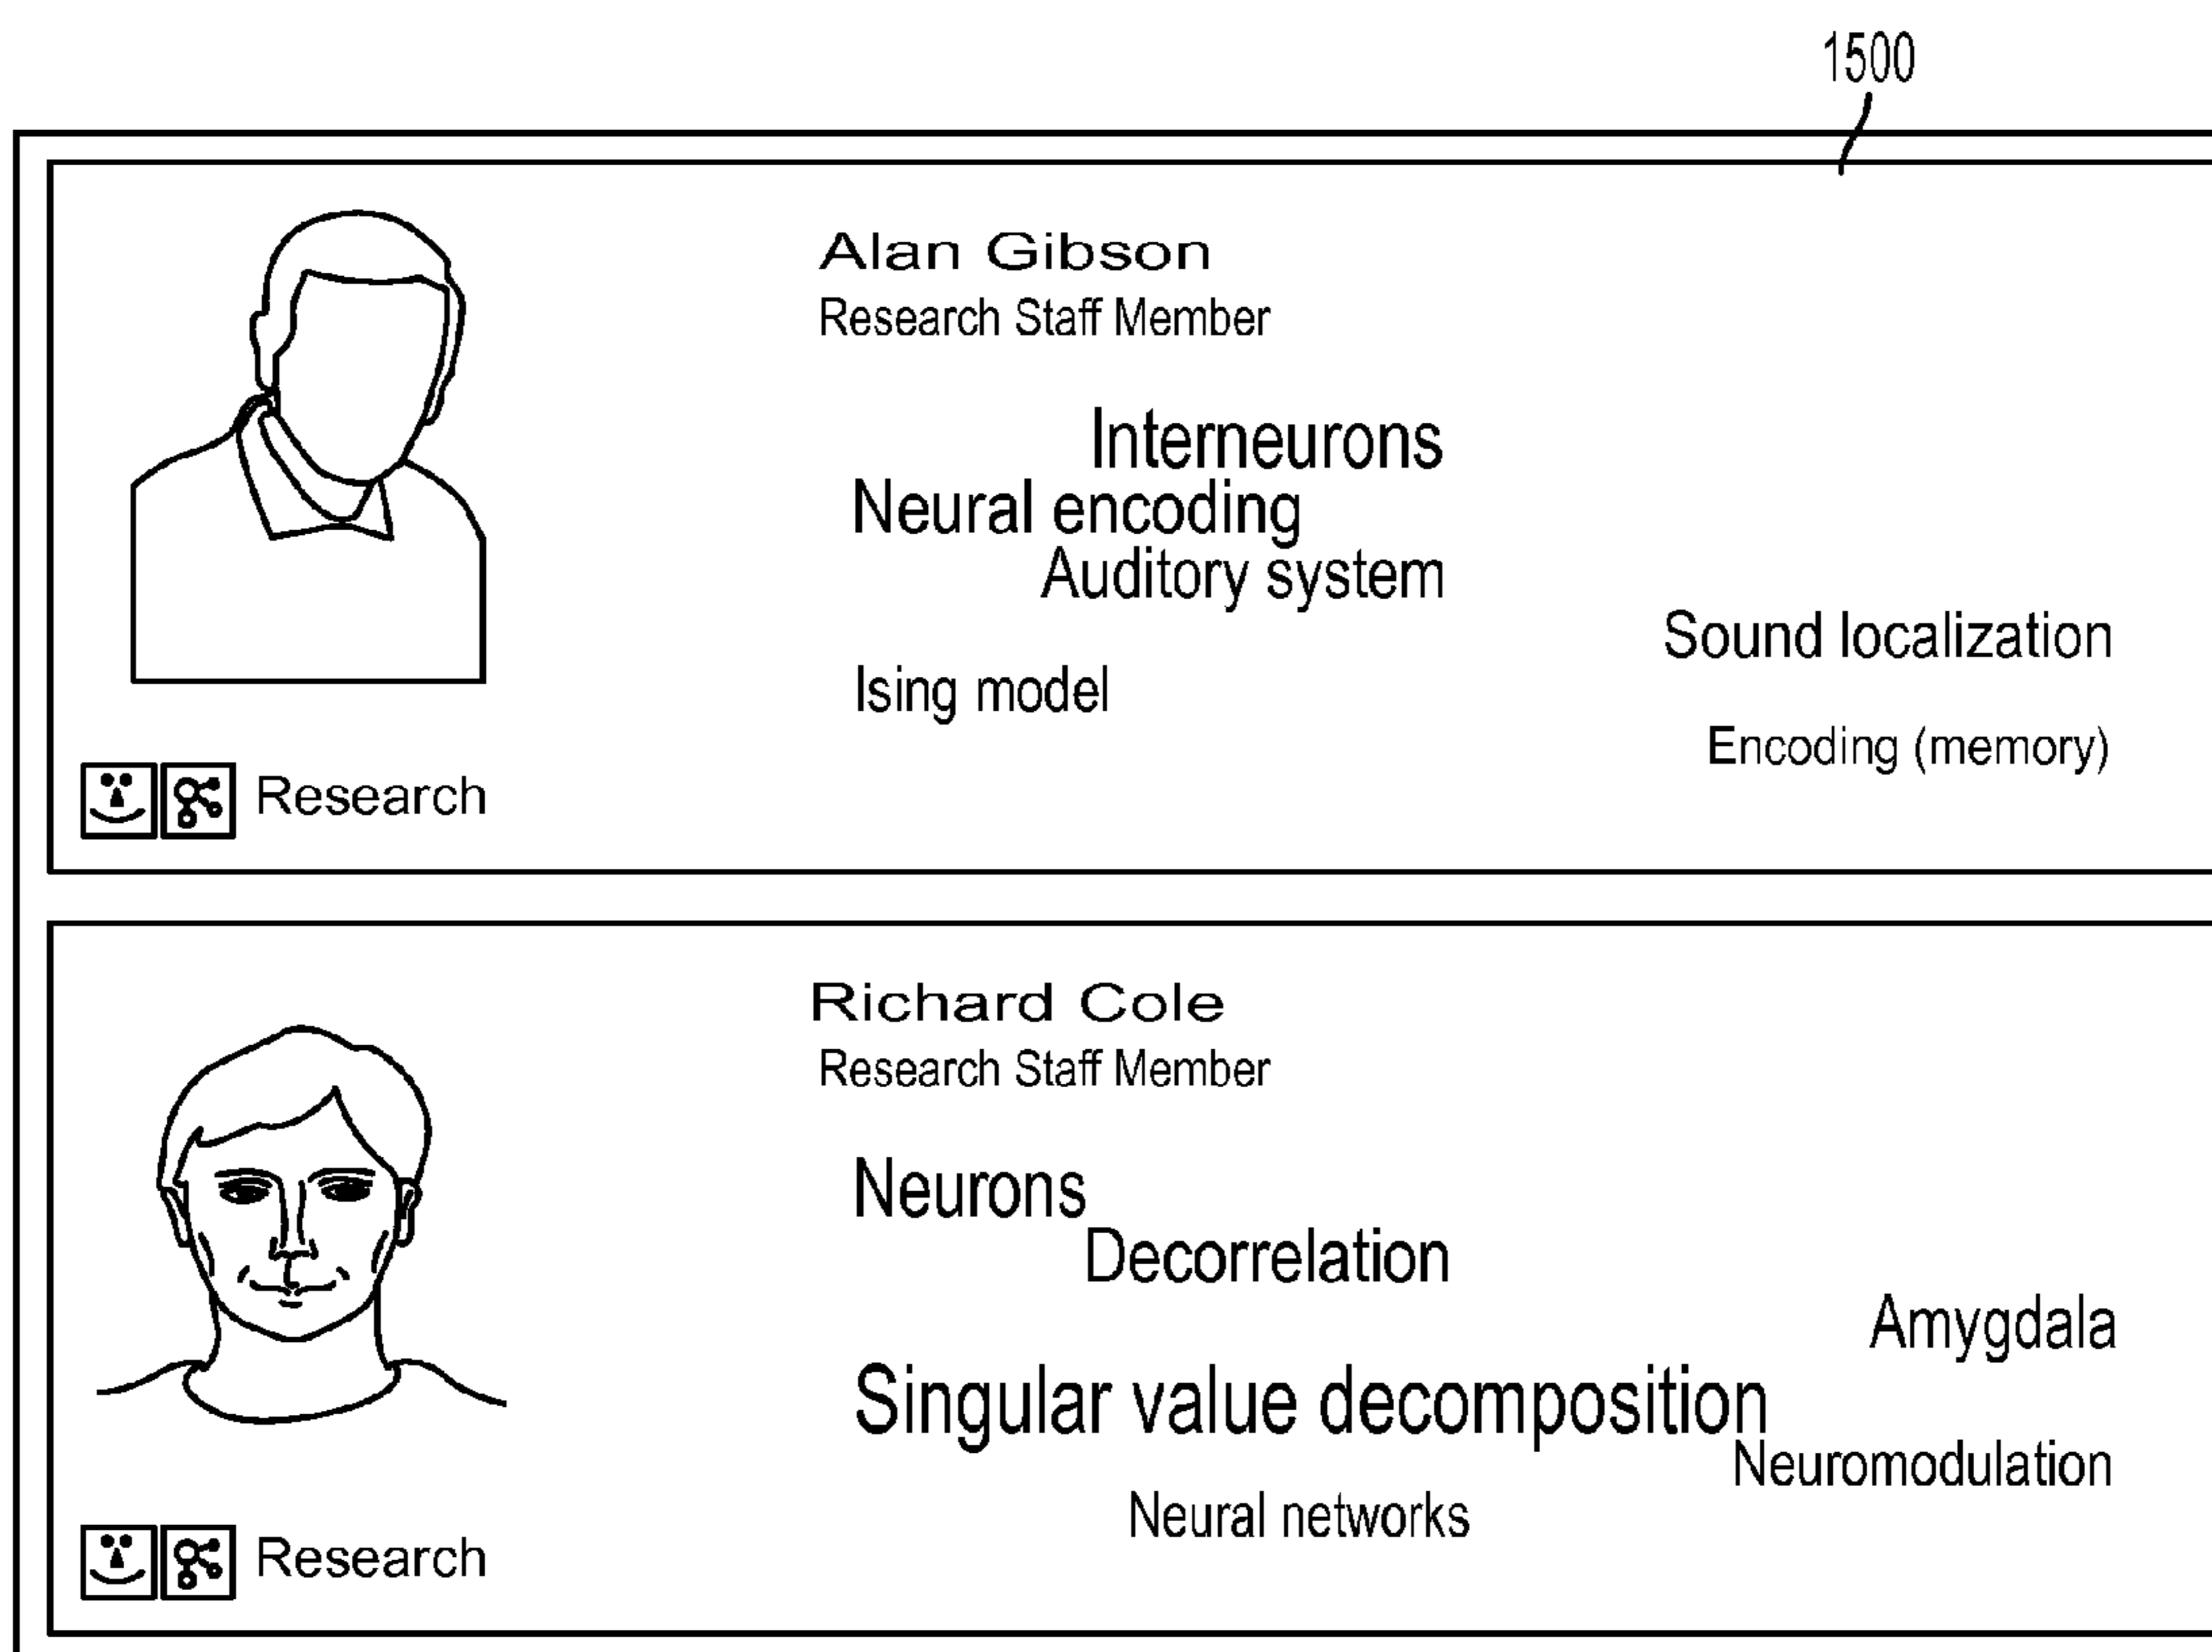 1500
Alan Gibson
Research Staff Member
Interneurons
Neural encoding
Auditory system
Sound localization
Ising model
Encoding (memory)
Research
Richard Cole
Research Staff Member
Neurons
Decorrelation
Amygdala
Singular value decomposition
Neuromodulation
Neural networks
Research